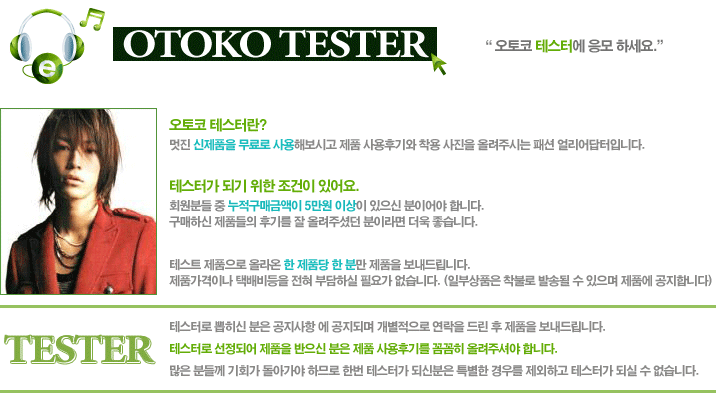 e
OTOKO TESTER
“ 오토코 테스터에 응모 하세요.”
오토코 테스터란?
멋진 신제품을 무료로 사용해보시고 제품 사용후기와 착용 사진을 올려주시는 패션 얼리어답터입니다.
테스터가 되기 위한 조건이 있어요.
회원분들 중 누적구매금액이 5만원 이상이 있으신 분이어야 합니다.
구매하신 제품들의 후기를 잘 올려주셨던 분이라면 더욱 좋습니다.
테스트 제품으로 올라온 한 제품당 한 분만 제품을 보내드립니다.
제품가격이나 택배비등을 전혀 부담하실 필요가 없습니다. (일부상품은 착불로 발송될 수 있으며 제품에 공지합니다)
TESTER
테스터로 뽑히신 분은 공지사항 에 공지되며 개별적으로 연락을 드린 후 제품을 보내드립니다.
테스터로 선정되어 제품을 받으신 분은 제품 사용후기를 꼼꼼히 올려주셔야 합니다.
많은 분들께 기회가 돌아가야 하므로 한번 테스터가 되신분은 특별한 경우를 제외하고 테스터가 되실 수 없습니다.